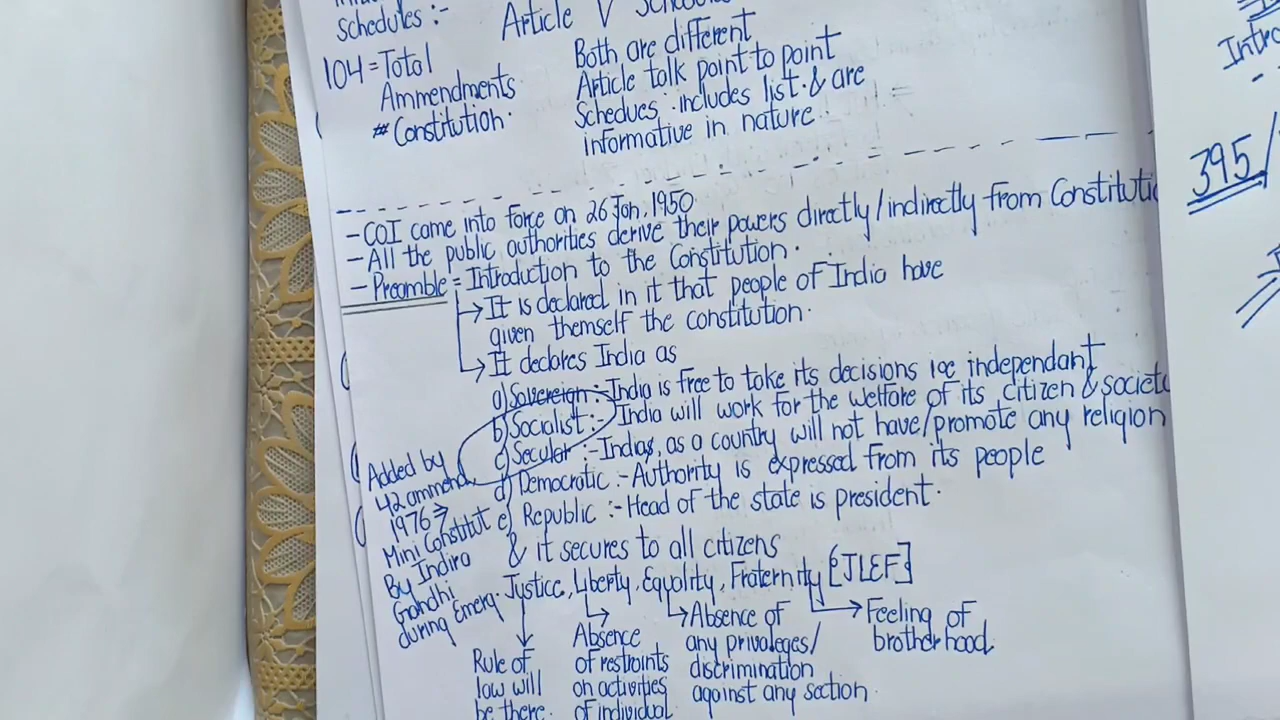 Schedules :-
Article V Schedules
104 = Total
Ammendments
# Constitution.
Both are different
Article talk point to point
Schedues includes list & are
informative in nature.
- COI came into force on 26 Jan, 1950
- All the public authorities derive their powers directly/indirectly from Constitutio
- Preamble = Introduction to the Constitution.
It is declared in it that people of India have
given themself the constitution.
It declares India as
a) Sovereign :- India is free to take its decisions ie independant
b) Socialist :- India will work for the welfare of its citizen & society
c) Secular :- India, as a country will not have/promote any religion
d) Democratic :- Authority is expressed from its people
e) Republic :- Head of the state is president.
Added by
42 ammend.
1976 →
Mini Constitut
By Indira
Gandhi
during Emerg.
& it secures to all citizens
Justice, Liberty, Equality, Fraternity [JLEF]
Rule of
law will
be there.
Absence
of restraints
on activities
of individual
Absence of
any privaleges/
discrimination
against any section.
Feeling of
brotherhood.
Intro
395/